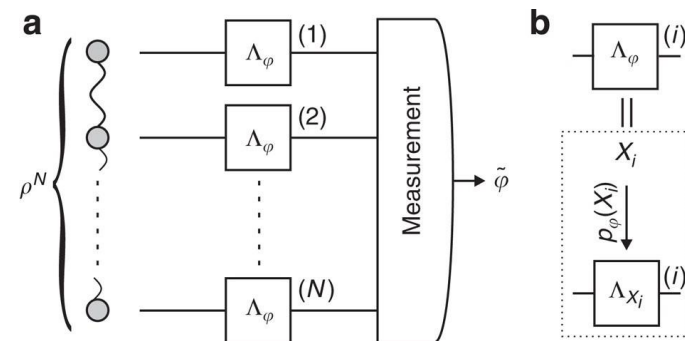 a
Λφ (1)
Λφ (2)
ρN
Measurement
φ̃
Λφ (N)
b
Λφ (i)
Xi
pφ(Xi)
ΛXi (i)